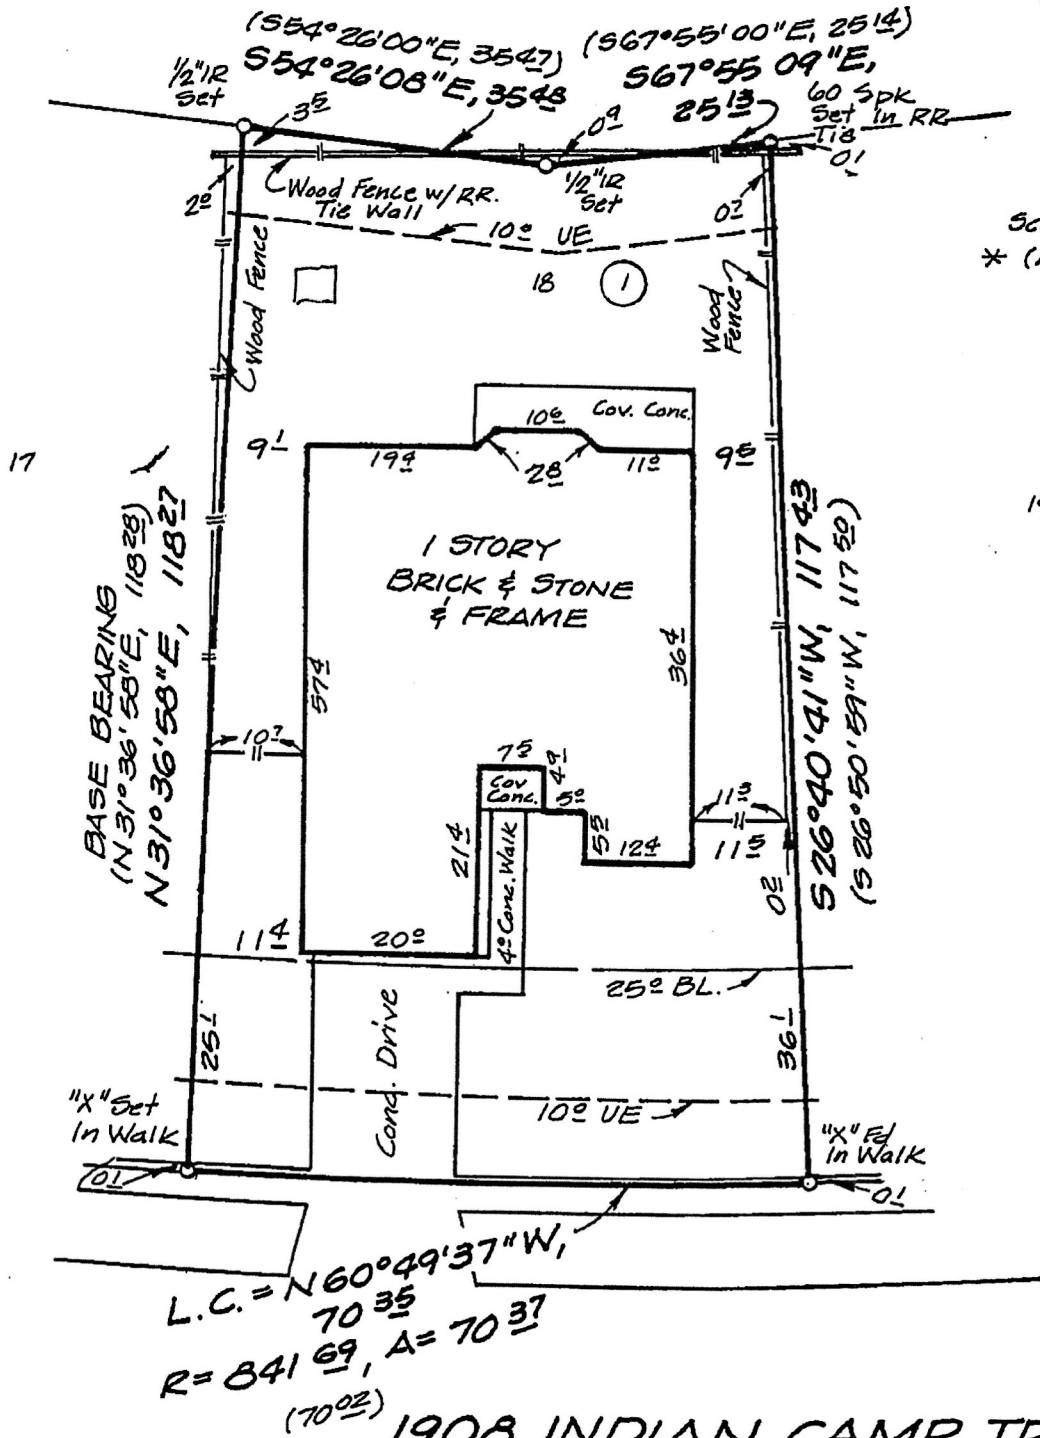 (S54°26'00"E, 35 47) (S67°55'00"E, 25 14)
S54°26'08"E, 35 48
S67°55 09"E,
25 13
1/2"IR
Set
3 5
0 9
60 Spk
Set In RR
Tie
0 1
1/2"IR
Set
Wood Fence w/RR.
Tie Wall
2 0
0 7
10 0 UE
Wood Fence
18
1
Wood
Fence
17
9 1
19 4
10 6
Cov. Conc.
2 8
11 0
9 5
1 STORY
BRICK & STONE
& FRAME
BASE BEARING
(N31°36'58"E, 118 28)
N31°36'58"E, 118 27
57 4
36 4
S26°40'41"W, 117 43
(S26°50'59"W, 117 50)
10 7
7 5
Cov
Conc.
4 9
5 0
5 5
12 4
11 3
11 5
21 4
4 0 Conc. Walk
0 2
11 4
20 0
25 0 BL.
25 1
Conc. Drive
36 1
10 0 UE
"X" Set
In Walk
0 1
"X" Fd
In Walk
0 1
L.C. = N60°49'37"W,
70 35
R= 841 69, A= 70 37
(70 02)
1908 INDIAN CAMP